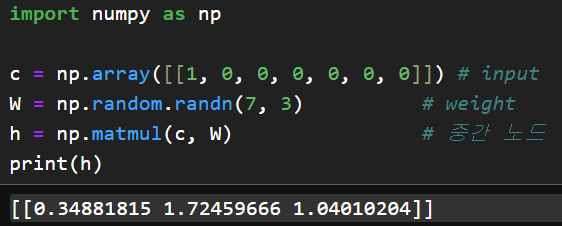 import numpy as np
c = np.array([[1, 0, 0, 0, 0, 0, 0]]) # input
W = np.random.randn(7, 3) # weight
h = np.matmul(c, W) # 중간 노드
print(h)
[[0.34881815 1.72459666 1.04010204]]